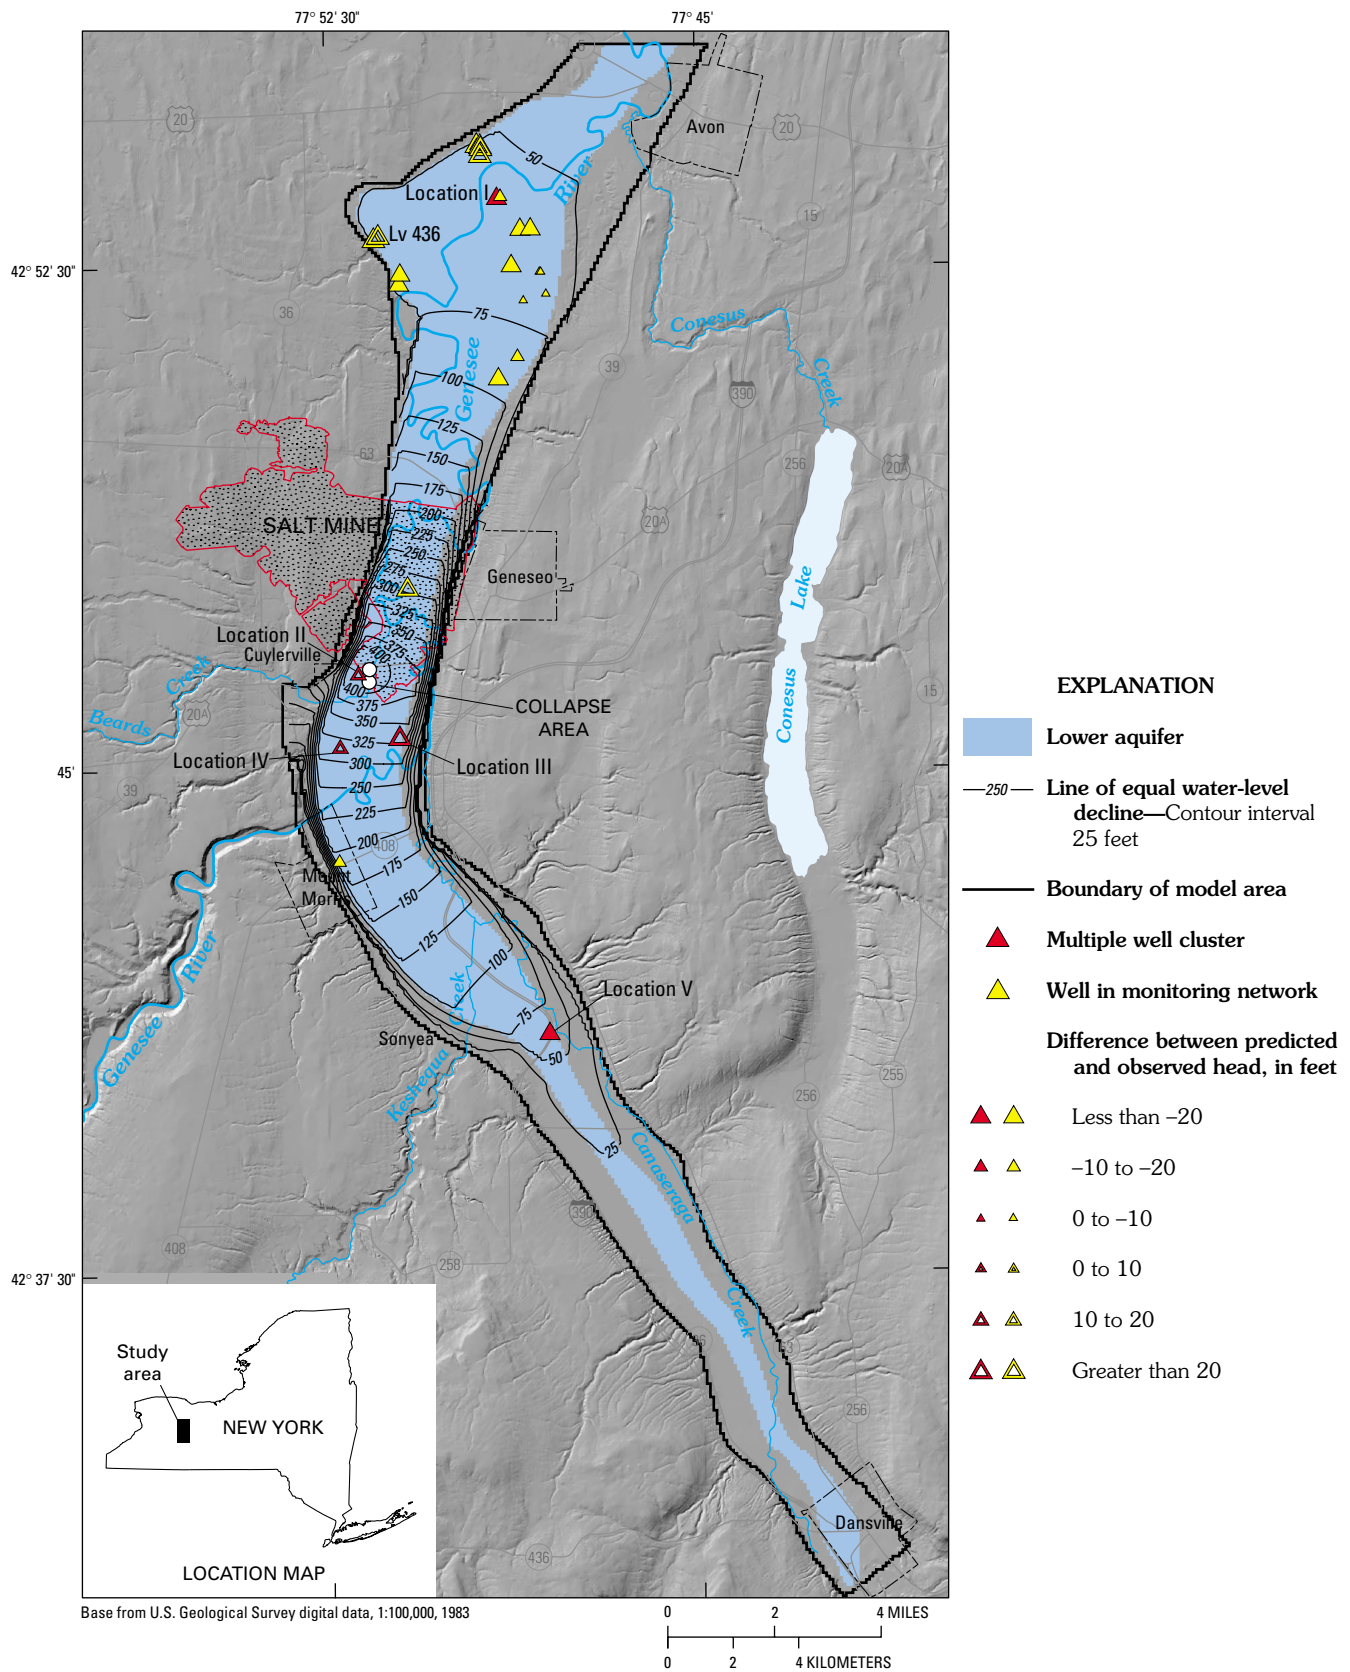 77° 52' 30"
77° 45'
20
Avon
20
50
River
Location I
15
Lv 436
42° 52' 30"
36
75
Conesus
Genesee
39
Creek
100
390
125
63
150
256
20A
175
SALT MINE
200
20A
225
250
275
Geneseo
300
Lake
325
350
Location II
375
Cuylerville
400
Creek
400
15
Conesus
375
COLLAPSE
AREA
Beards
20A
350
325
Location IV
Location III
300
45'
39
250
225
200
408
175
Mount
Morris
150
125
River
100
Location V
Creek
75
Sonyea
50
Genesee
255
Keshequa
256
25
Canaseraga
390
408
258
42° 37' 30"
Creek
36
63
256
Dansville
436
Study
area
NEW YORK
LOCATION MAP
Base from U.S. Geological Survey digital data, 1:100,000, 1983
0 2 4 MILES
0 2 4 KILOMETERS
EXPLANATION
Lower aquifer
250
Line of equal water-level
decline—Contour interval
25 feet
Boundary of model area
Multiple well cluster
Well in monitoring network
Difference between predicted
and observed head, in feet
Less than –20
–10 to –20
0 to –10
0 to 10
10 to 20
Greater than 20